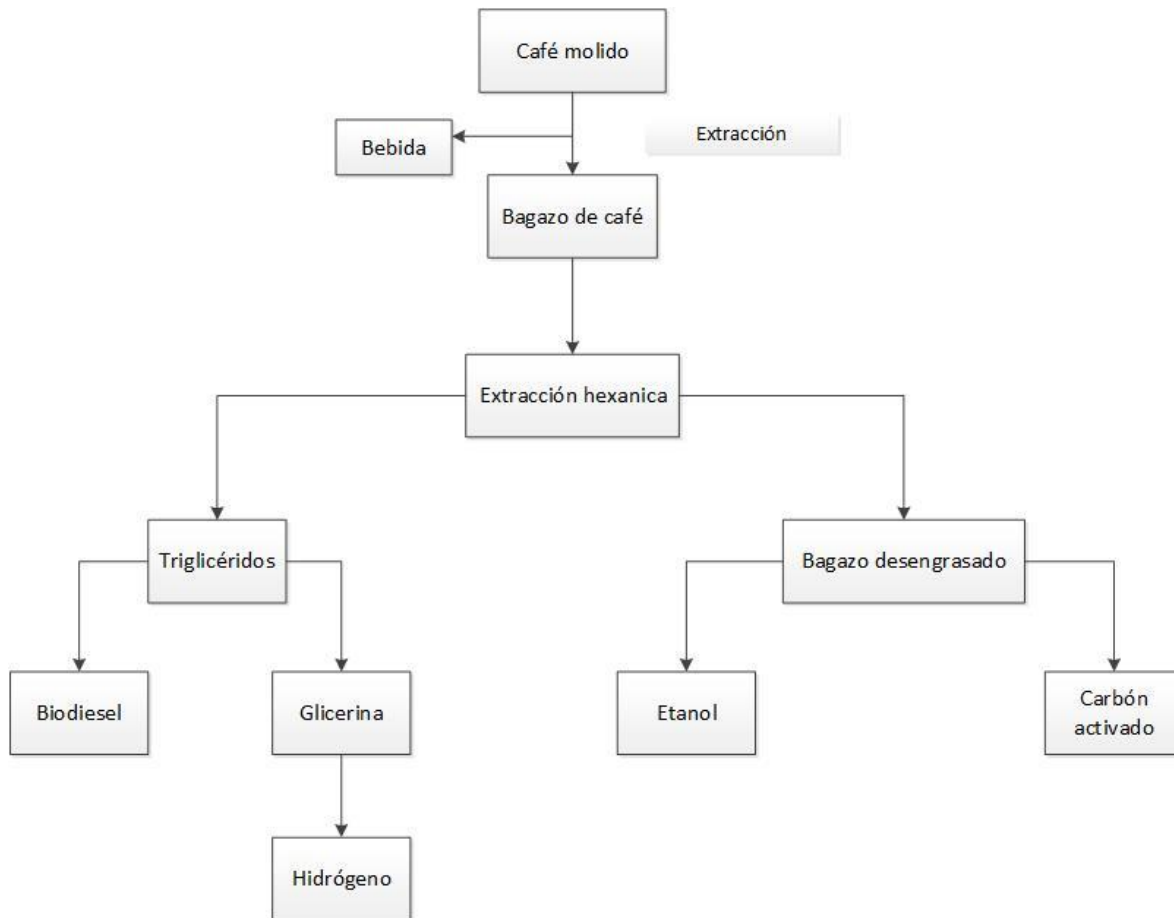 Café molido
Bebida
Extracción
Bagazo de café
Extracción hexanica
Triglicéridos
Bagazo desengrasado
Biodiesel
Glicerina
Etanol
Carbón
activado
Hidrógeno